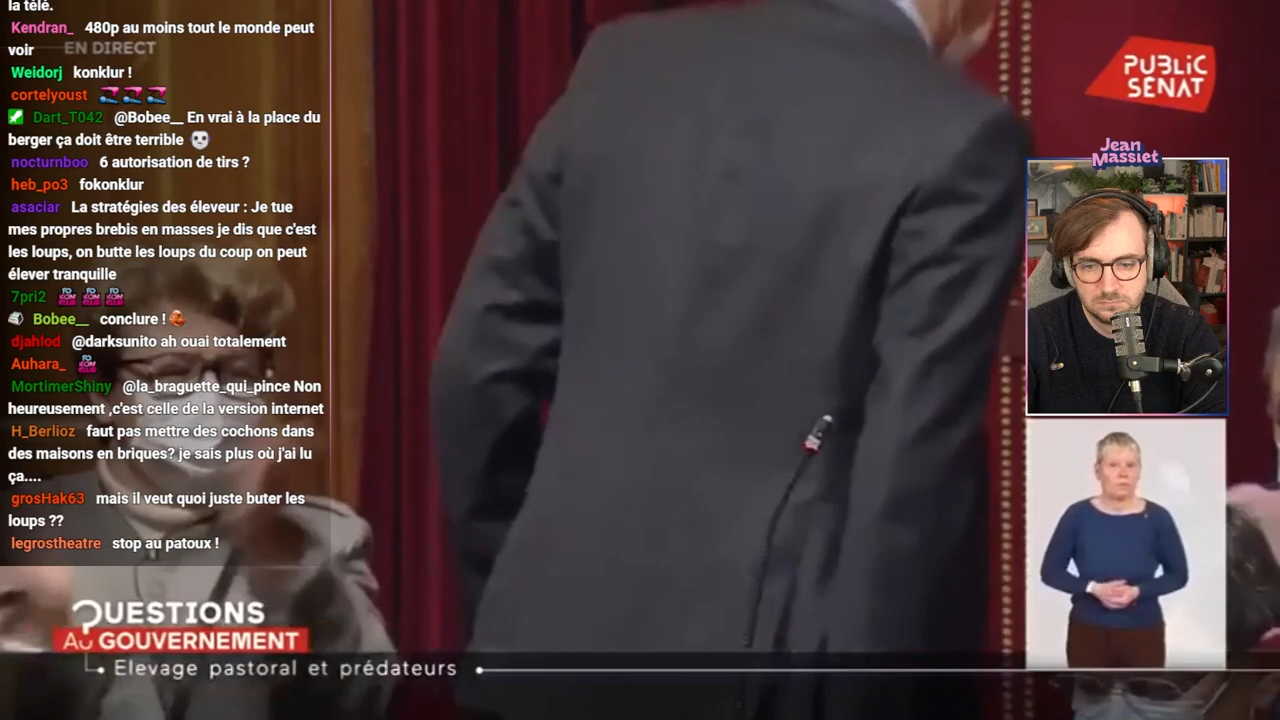 la télé.
Kendran_ 480p au moins tout le monde peut
voir
EN DIRECT
Weidorj konklur !
cortelyoust
Dart_T042 @Bobee__ En vrai à la place du
berger ça doit être terrible
nocturnboo 6 autorisation de tirs ?
heb_po3 fokonklur
asaciar La stratégies des éleveur : Je tue
mes propres brebis en masses je dis que c'est
les loups, on butte les loups du coup on peut
élever tranquille
7pri2
Bobee__ conclure !
djahlod @darksunito ah ouai totalement
Auhara_
MortimerShiny @la_braguette_qui_pince Non
heureusement ,c'est celle de la version internet
H_Berlioz faut pas mettre des cochons dans
des maisons en briques? je sais plus où j'ai lu
ça....
grosHak63 mais il veut quoi juste buter les
loups ??
legrostheatre stop au patoux !
PUBLIC
SÉNAT
Jean
Massiet
QUESTIONS
AU GOUVERNEMENT
Elevage pastoral et prédateurs